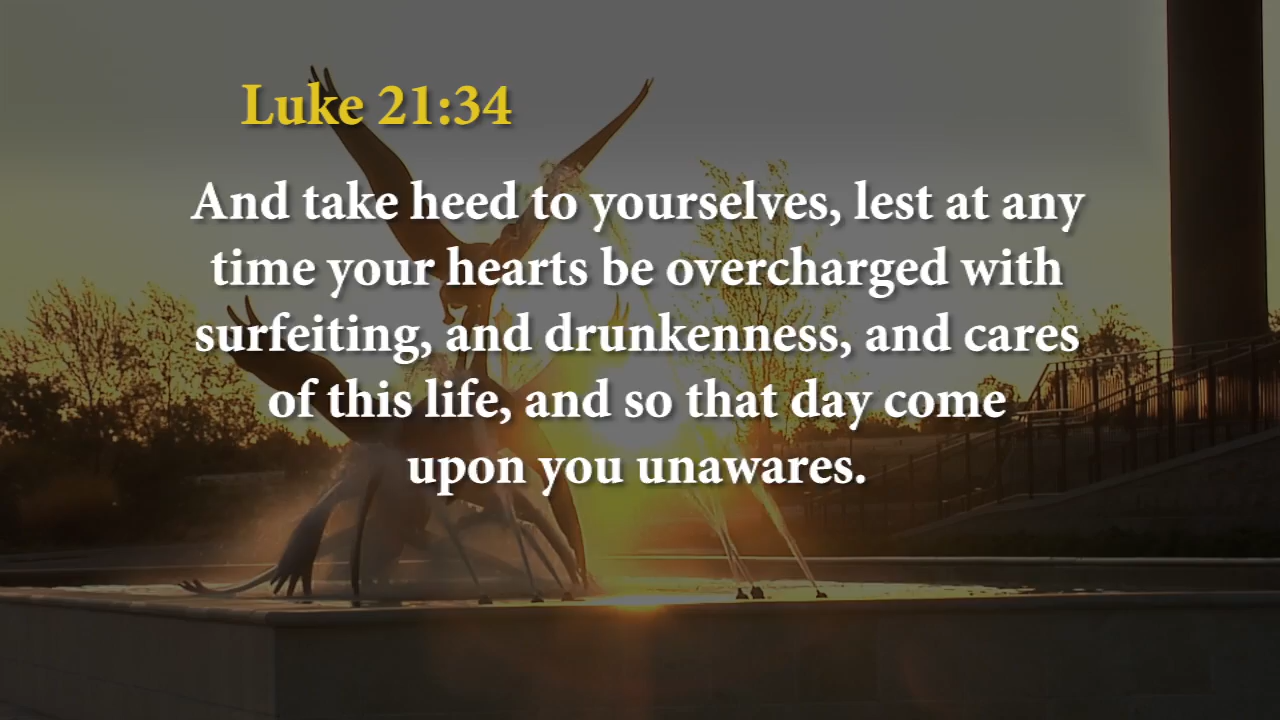 Luke 21:34
And take heed to yourselves, lest at any
time your hearts be overcharged with
surfeiting, and drunkenness, and cares
of this life, and so that day come
upon you unawares.